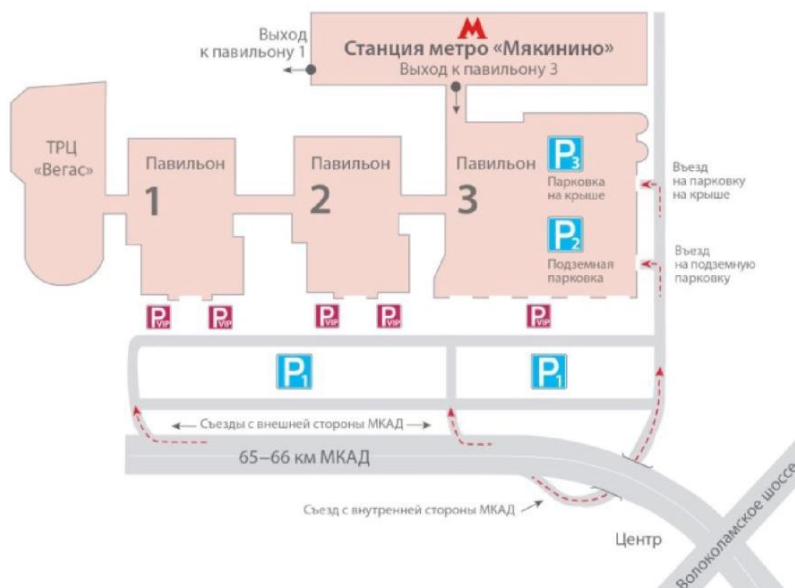 Выход
к павильону 1
М
Станция метро «Мякинино»
Выход к павильону 3
ТРЦ
«Вегас»
Павильон
1
Павильон
2
Павильон
3
P3
Парковка
на крыше
Въезд
на парковку
на крыше
P2
Подземная
парковка
Въезд
на подземную
парковку
PVIP
PVIP
PVIP
PVIP
PVIP
P1
P1
Съезды с внешней стороны МКАД
65–66 км МКАД
Съезд с внутренней стороны МКАД
Центр
Волоколамское шоссе